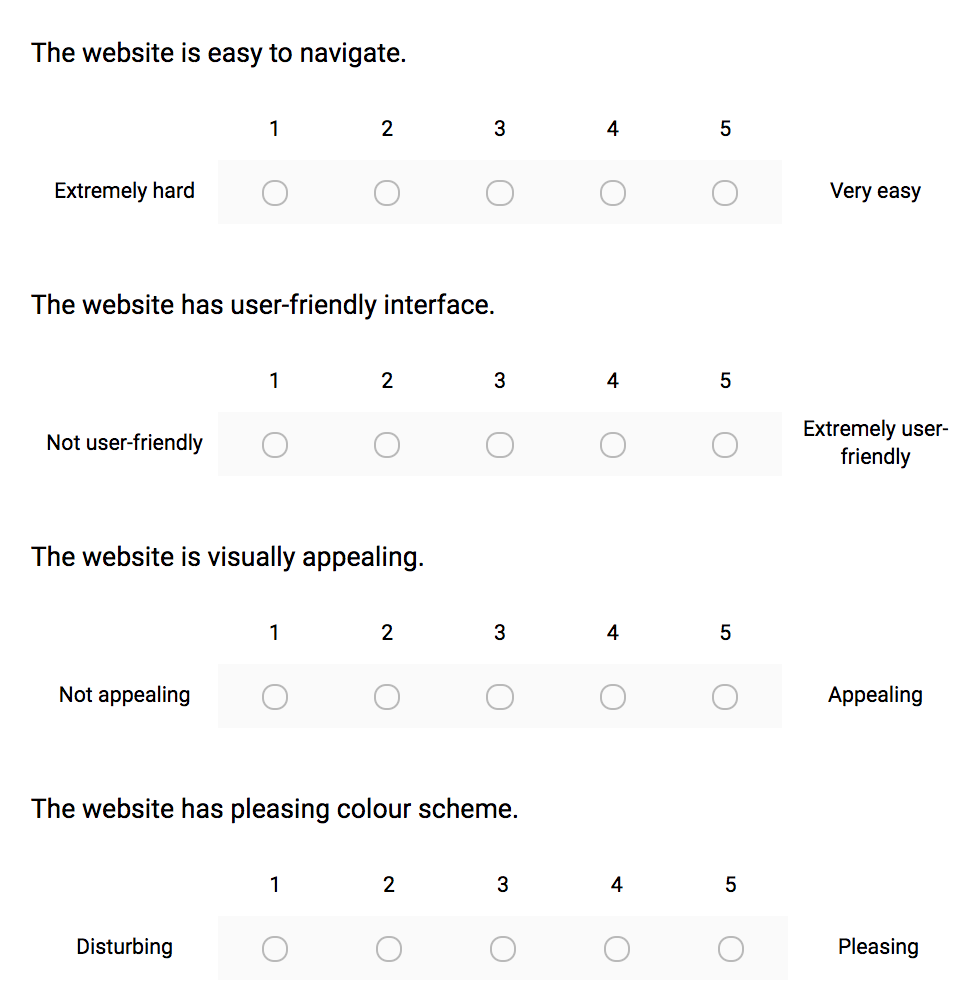 The website is easy to navigate.
1 2 3 4 5
Extremely hard Very easy
The website has user-friendly interface.
1 2 3 4 5
Not user-friendly Extremely user-
friendly
The website is visually appealing.
1 2 3 4 5
Not appealing Appealing
The website has pleasing colour scheme.
1 2 3 4 5
Disturbing Pleasing